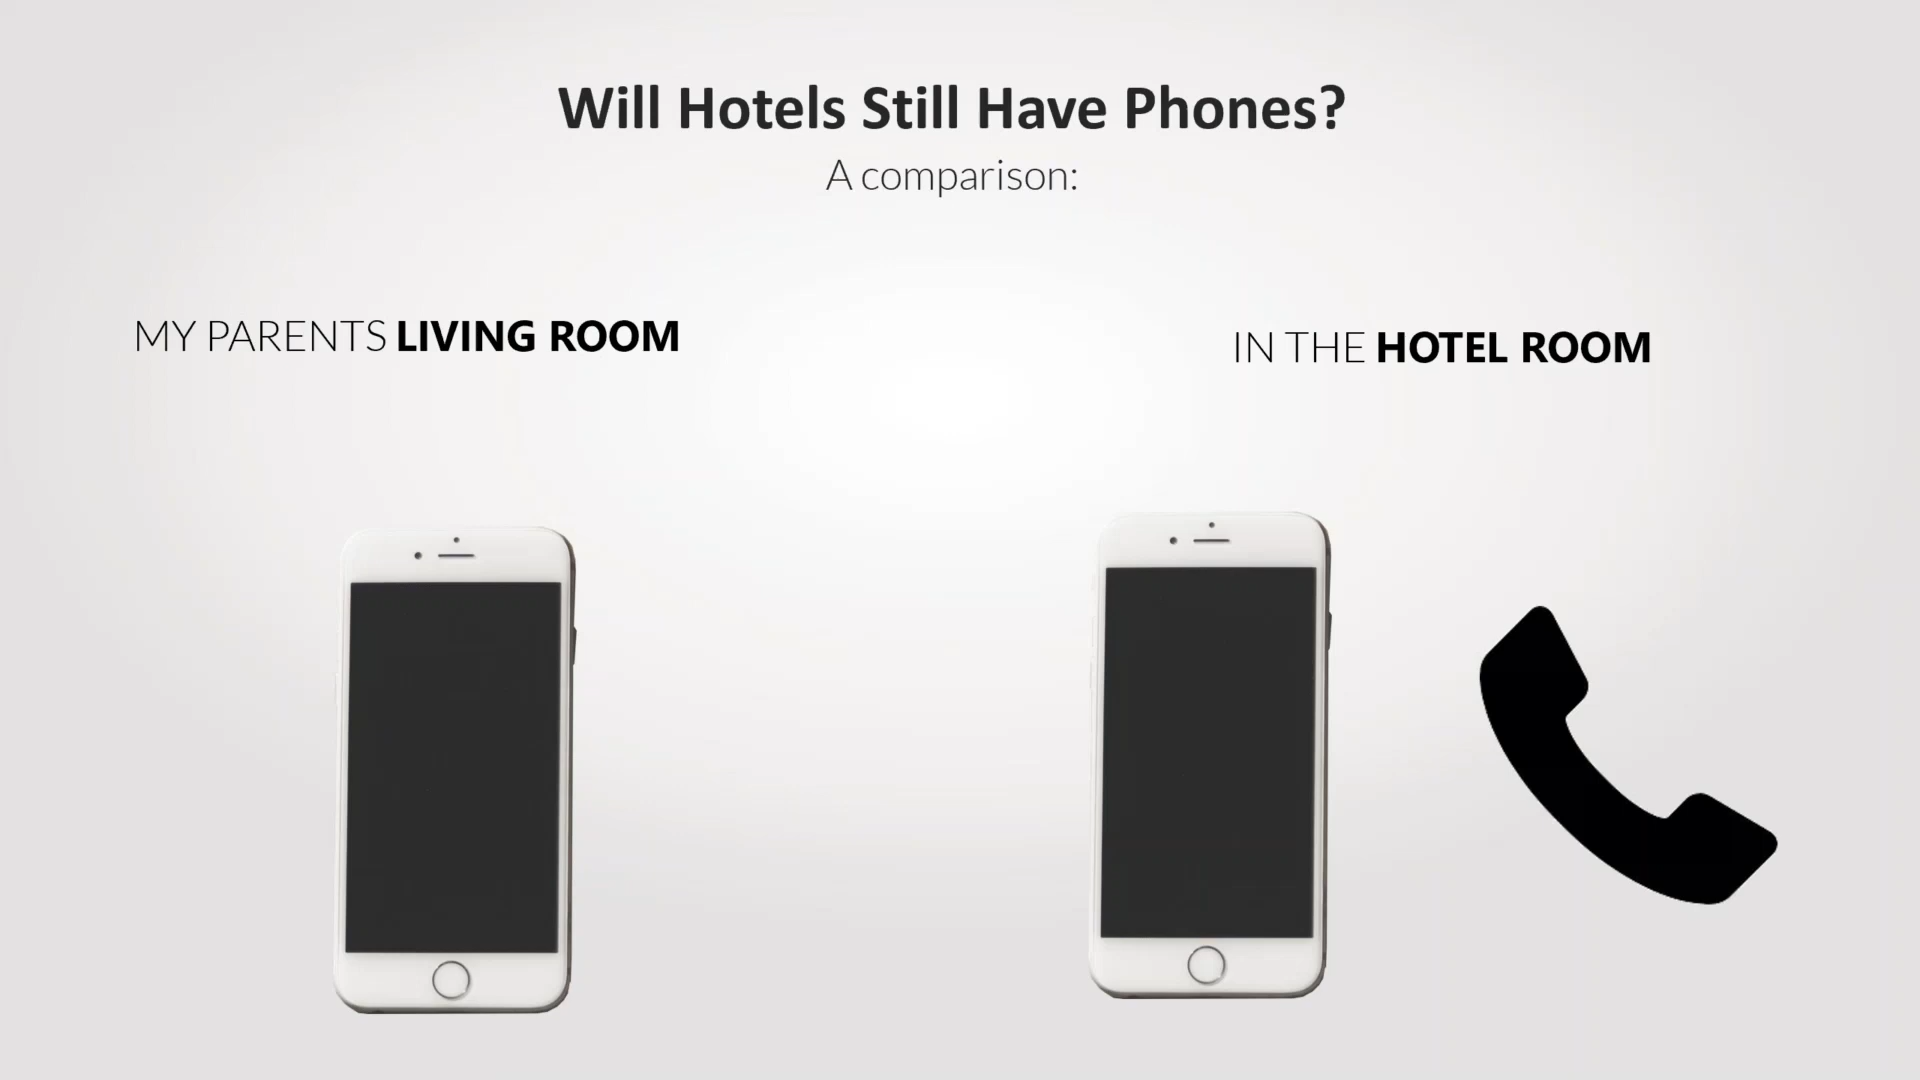 Will Hotels Still Have Phones?
A comparison:
MY PARENTS LIVING ROOM
IN THE HOTEL ROOM